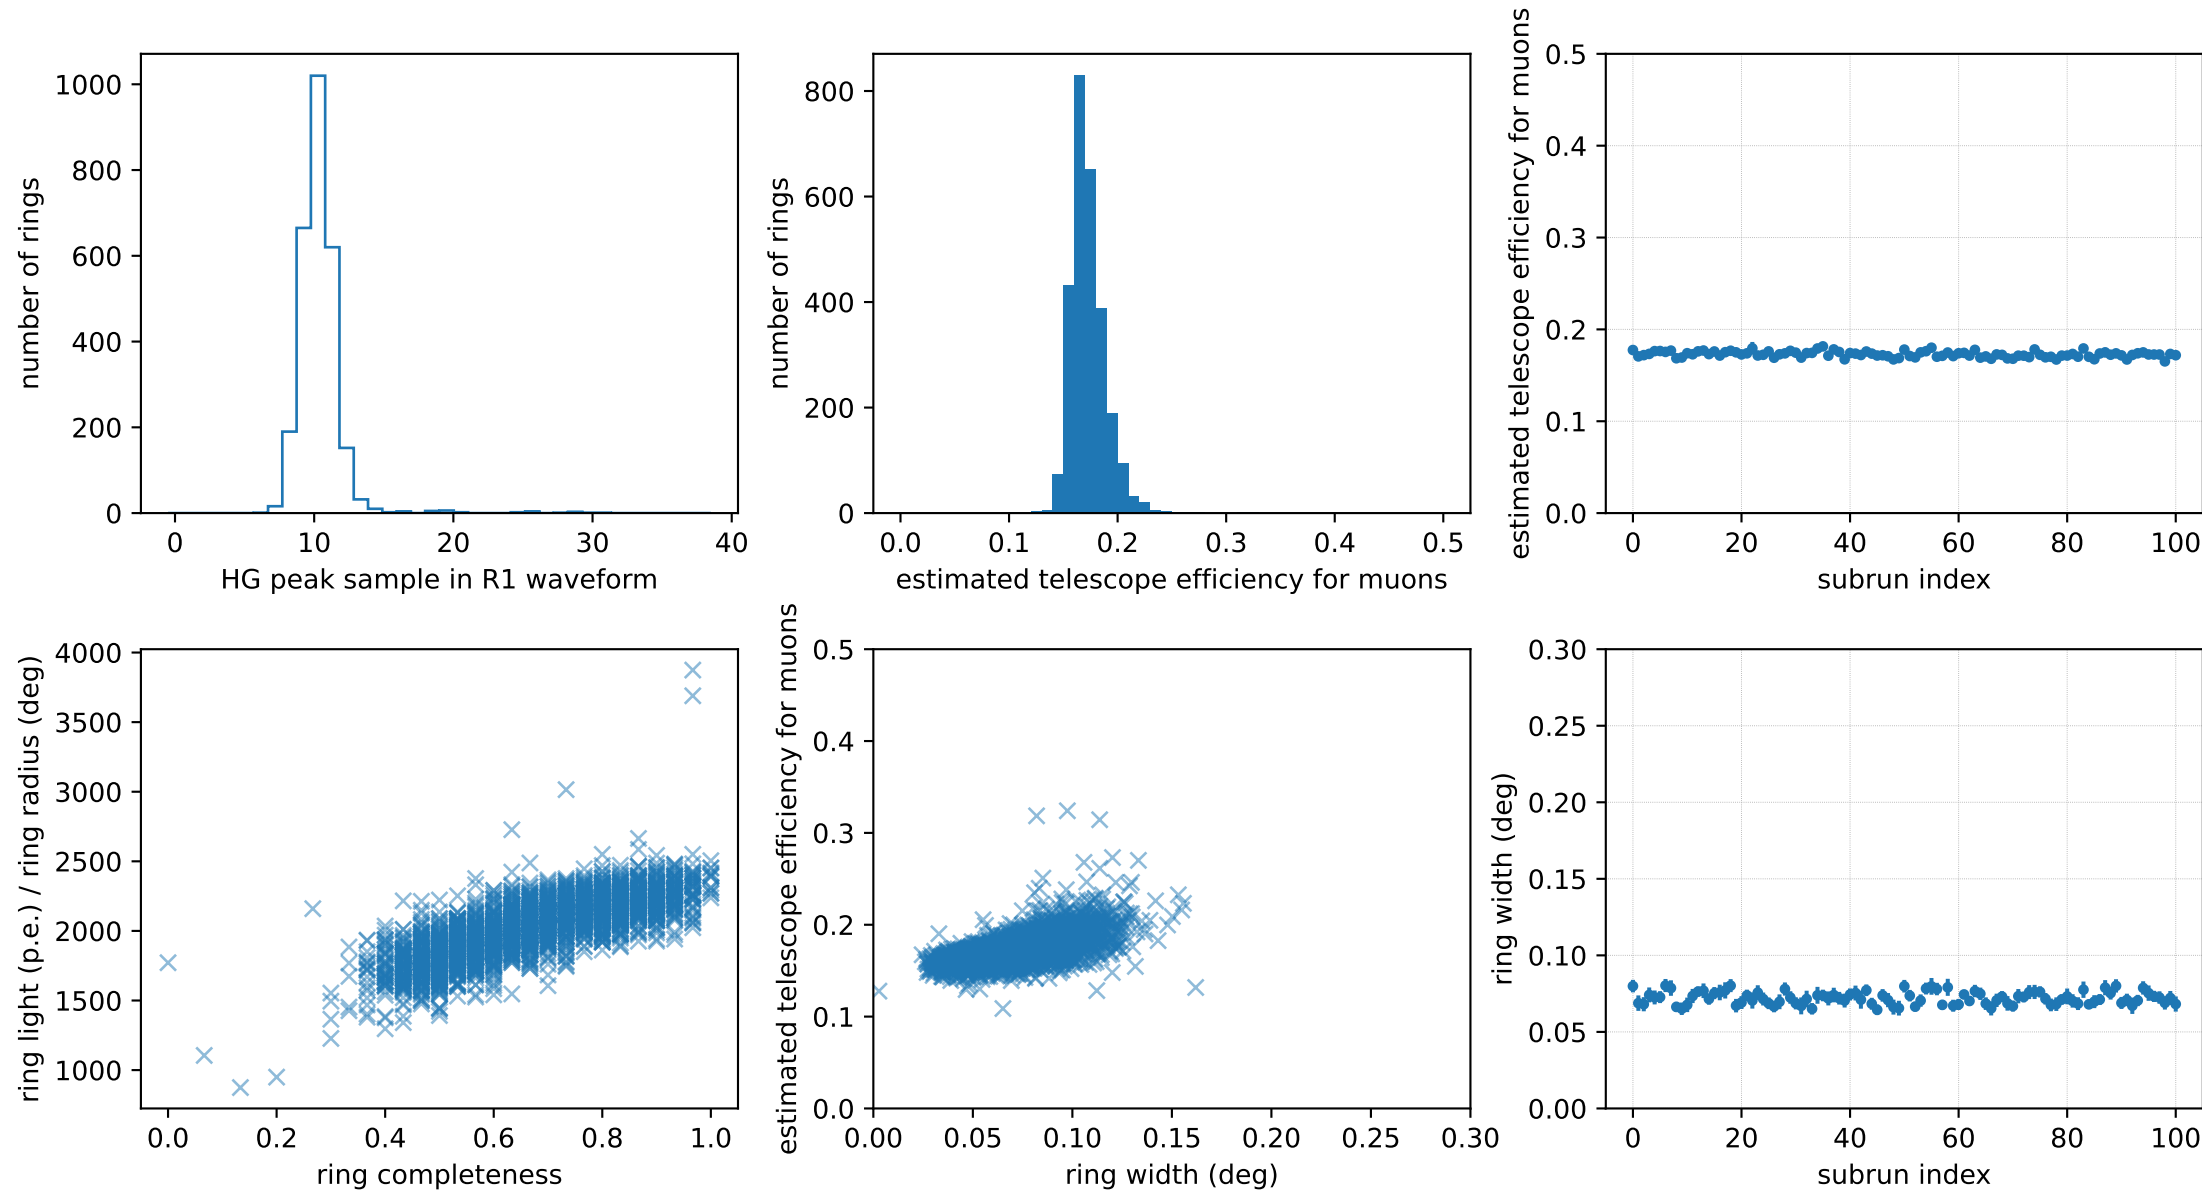 number of rings
1000
800
600
400
200
0
0 10 20 30 40
HG peak sample in R1 waveform
number of rings
800
600
400
200
0
0.0 0.1 0.2 0.3 0.4 0.5
estimated telescope efficiency for muons
estimated telescope efficiency for muons
0.5
0.4
0.3
0.2
0.1
0.0
0 20 40 60 80 100
subrun index
ring light (p.e.) / ring radius (deg)
4000
3500
3000
2500
2000
1500
1000
0.0 0.2 0.4 0.6 0.8 1.0
ring completeness
estimated telescope efficiency for muons
0.5
0.4
0.3
0.2
0.1
0.0
0.00 0.05 0.10 0.15 0.20 0.25 0.30
ring width (deg)
ring width (deg)
0.30
0.25
0.20
0.15
0.10
0.05
0.00
0 20 40 60 80 100
subrun index